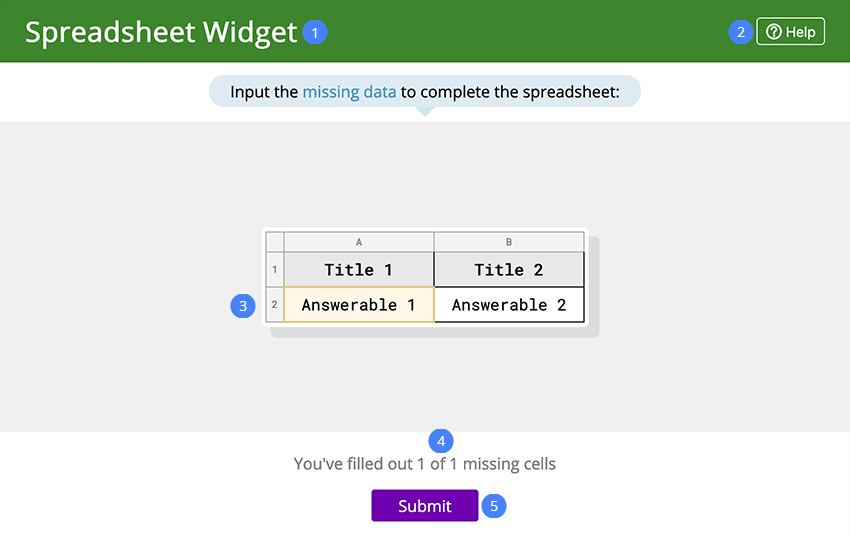 Spreadsheet Widget 1
2 Help
Input the missing data to complete the spreadsheet:
A B
1 Title 1 Title 2
3 2 Answerable 1 Answerable 2
4
You've filled out 1 of 1 missing cells
Submit 5